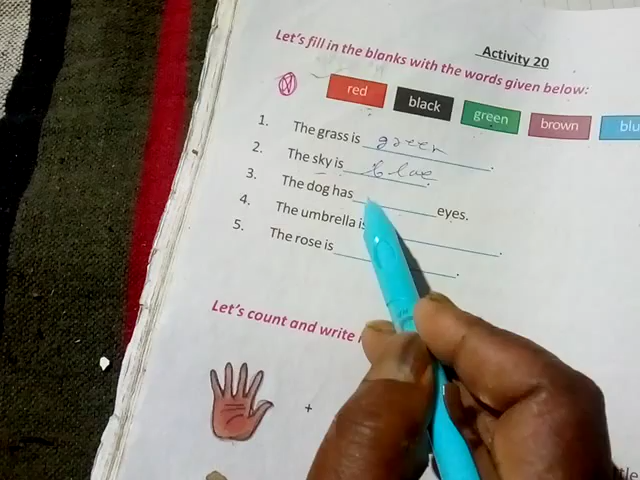 Activity 20
Let's fill in the blanks with the words given below:
red black green brown blu
1. The grass is green.
2. The sky is blue.
3. The dog has eyes.
4. The umbrella is .
5. The rose is .
Let's count and write
+